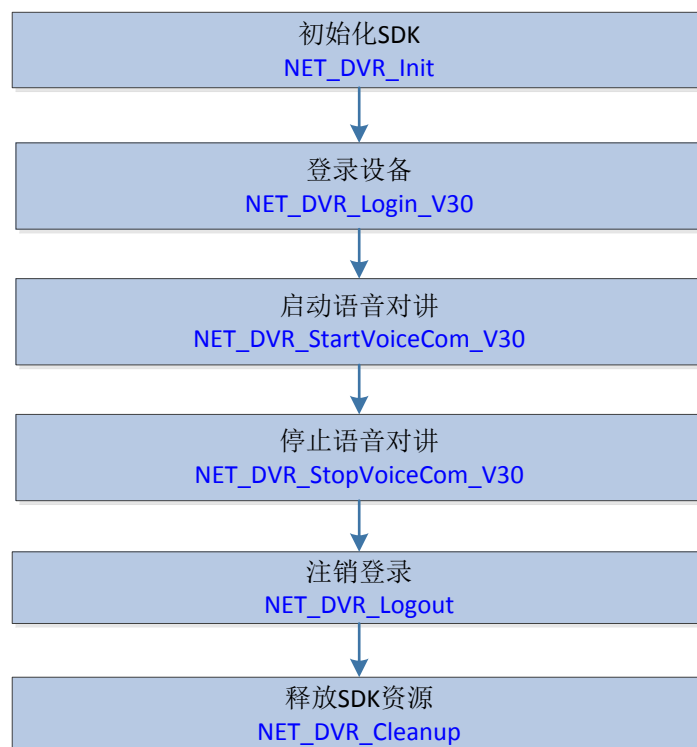 初始化SDK
NET_DVR_Init
登录设备
NET_DVR_Login_V30
启动语音对讲
NET_DVR_StartVoiceCom_V30
停止语音对讲
NET_DVR_StopVoiceCom_V30
注销登录
NET_DVR_Logout
释放SDK资源
NET_DVR_Cleanup